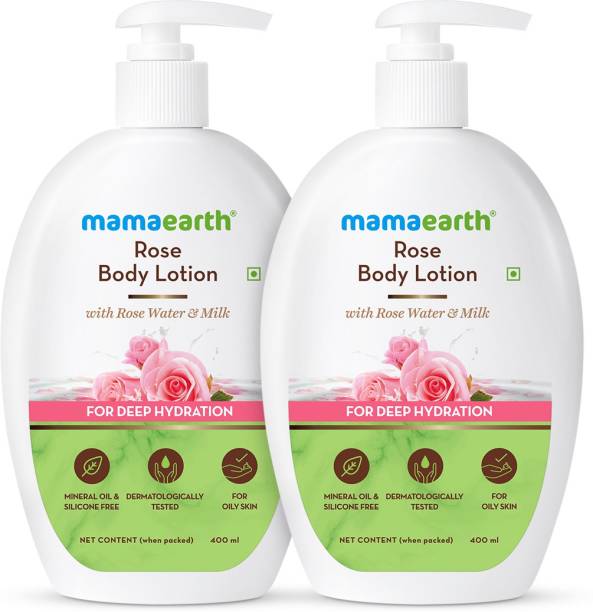 mamaearth®
Rose
Body Lotion
with Rose Water & Milk
FOR DEEP HYDRATION
MINERAL OIL &
SILICONE FREE
DERMATOLOGICALLY
TESTED
FOR
OILY SKIN
NET CONTENT (when packed) 400 ml
mamaearth®
Rose
Body Lotion
with Rose Water & Milk
FOR DEEP HYDRATION
MINERAL OIL &
SILICONE FREE
DERMATOLOGICALLY
TESTED
FOR
OILY SKIN
NET CONTENT (when packed) 400 ml